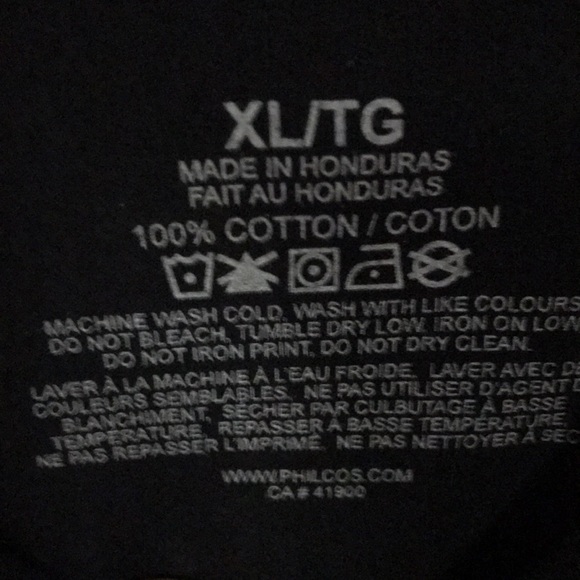 XL/TG
MADE IN HONDURAS
FAIT AU HONDURAS
100% COTTON / COTON
MACHINE WASH COLD. WASH WITH LIKE COLOURS
DO NOT BLEACH. TUMBLE DRY LOW. IRON ON LOW
DO NOT IRON PRINT. DO NOT DRY CLEAN.
LAVER À LA MACHINE À L'EAU FROIDE. LAVER AVEC DE
COULEURS SEMBLABLES. NE PAS UTILISER D'AGENT
BLANCHIMENT. SÉCHER PAR CULBUTAGE À BASSE
TEMPÉRATURE. REPASSER À BASSE TEMPÉRATURE
NE PAS REPASSER L'IMPRIMÉ. NE PAS NETTOYER À SEC
WWW.PHILCOS.COM
CA # 41900